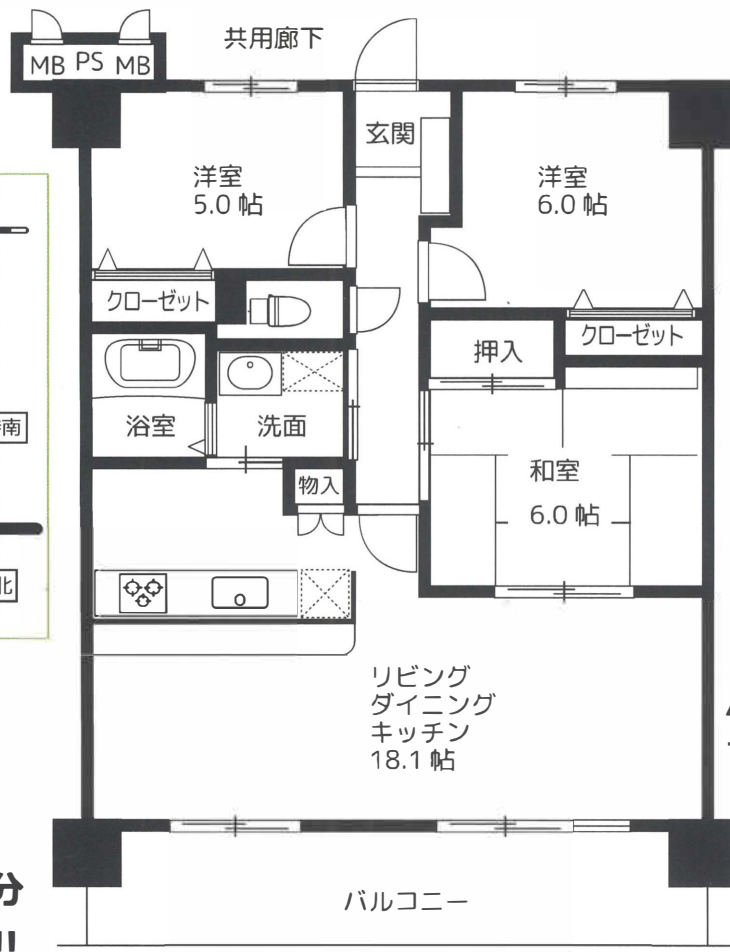 共用廊下
MB PS MB
玄関
洋室
5.0 帖
洋室
6.0 帖
クローゼット
クローゼット
押入
浴室
洗面
和室
6.0 帖
物入
南
北
リビング
ダイニング
キッチン
18.1 帖
バルコニー
分